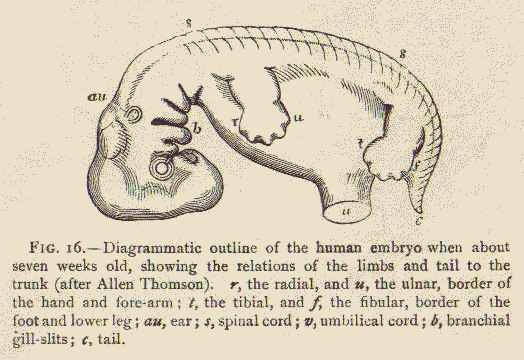 s
s
au
b
r
u
t
f
u
c
FIG. 16.—Diagrammatic outline of the human embryo when about
seven weeks old, showing the relations of the limbs and tail to the
trunk (after Allen Thomson). r, the radial, and u, the ulnar, border of
the hand and fore-arm ; t, the tibial, and f, the fibular, border of the
foot and lower leg ; au, ear ; s, spinal cord ; v, umbilical cord ; b, branchial
gill-slits ; c, tail.